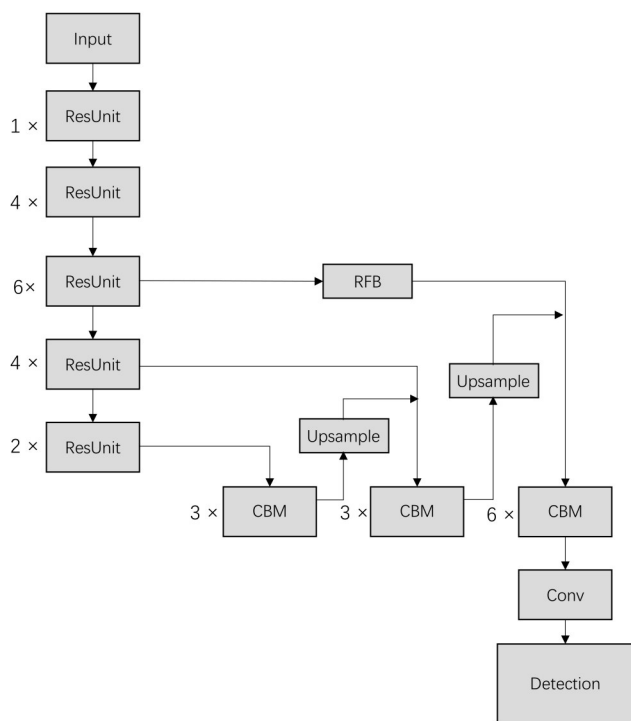 Input
1 ×
ResUnit
4 ×
ResUnit
6×
ResUnit
RFB
4 ×
ResUnit
Upsample
2 ×
ResUnit
Upsample
3 ×
CBM
3 ×
CBM
6 ×
CBM
Conv
Detection